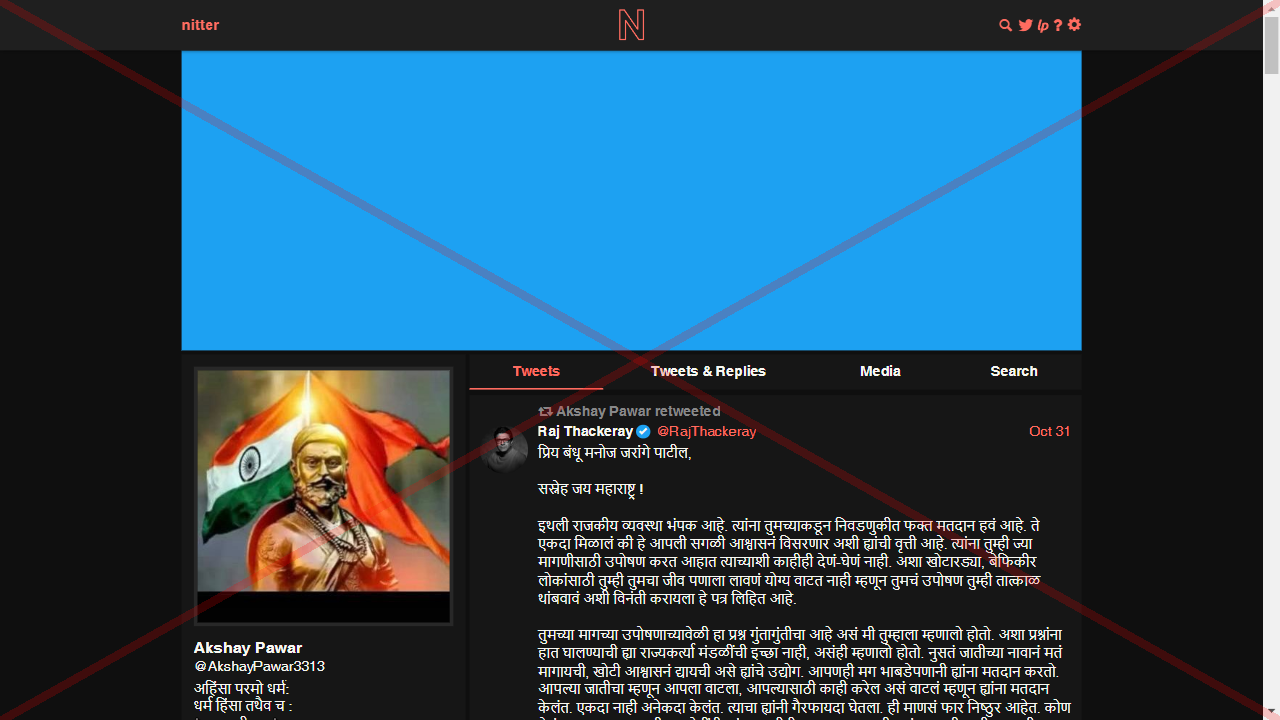 nitter
N
lp ?
Tweets
Tweets & Replies
Media
Search
Akshay Pawar retweeted
Raj Thackeray @RajThackeray Oct 31
प्रिय बंधू मनोज जरांगे पाटील,
सस्नेह जय महाराष्ट्र !
इथली राजकीय व्यवस्था भंपक आहे. त्यांना तुमच्याकडून निवडणुकीत फक्त मतदान हवं आहे. ते
एकदा मिळालं की हे आपली सगळी आश्वासनं विसरणार अशी ह्यांची वृत्ती आहे. त्यांना तुम्ही ज्या
मागणीसाठी उपोषण करत आहात त्याच्याशी काहीही देणं-घेणं नाही. अशा खोटारड्या, बेफिकीर
लोकांसाठी तुम्ही तुमचा जीव पणाला लावणं योग्य वाटत नाही म्हणून तुमचं उपोषण तुम्ही तात्काळ
थांबवावं अशी विनंती करायला हे पत्र लिहित आहे.
तुमच्या मागच्या उपोषणाच्यावेळी हा प्रश्न गुंतागुंतीचा आहे असं मी तुम्हाला म्हणालो होतो. अशा प्रश्नांना
हात घालण्याची ह्या राज्यकर्त्या मंडळींची इच्छा नाही, असंही म्हणालो होतो. नुसतं जातीच्या नावानं मतं
मागायची, खोटी आश्वासनं द्यायची असे ह्यांचे उद्योग. आपणही मग भाबडेपणानी ह्यांना मतदान करतो.
आपल्या जातीचा म्हणून आपला वाटला, आपल्यासाठी काही करेल असं वाटलं म्हणून ह्यांना मतदान
केलंत. एकदा नाही अनेकदा केलंत. त्याचा ह्यांनी गैरफायदा घेतला. ही माणसं फार निष्ठुर आहेत. कोण
Akshay Pawar
@AkshayPawar3313
अहिंसा परमो धर्म:
धर्म हिंसा तथैव च :